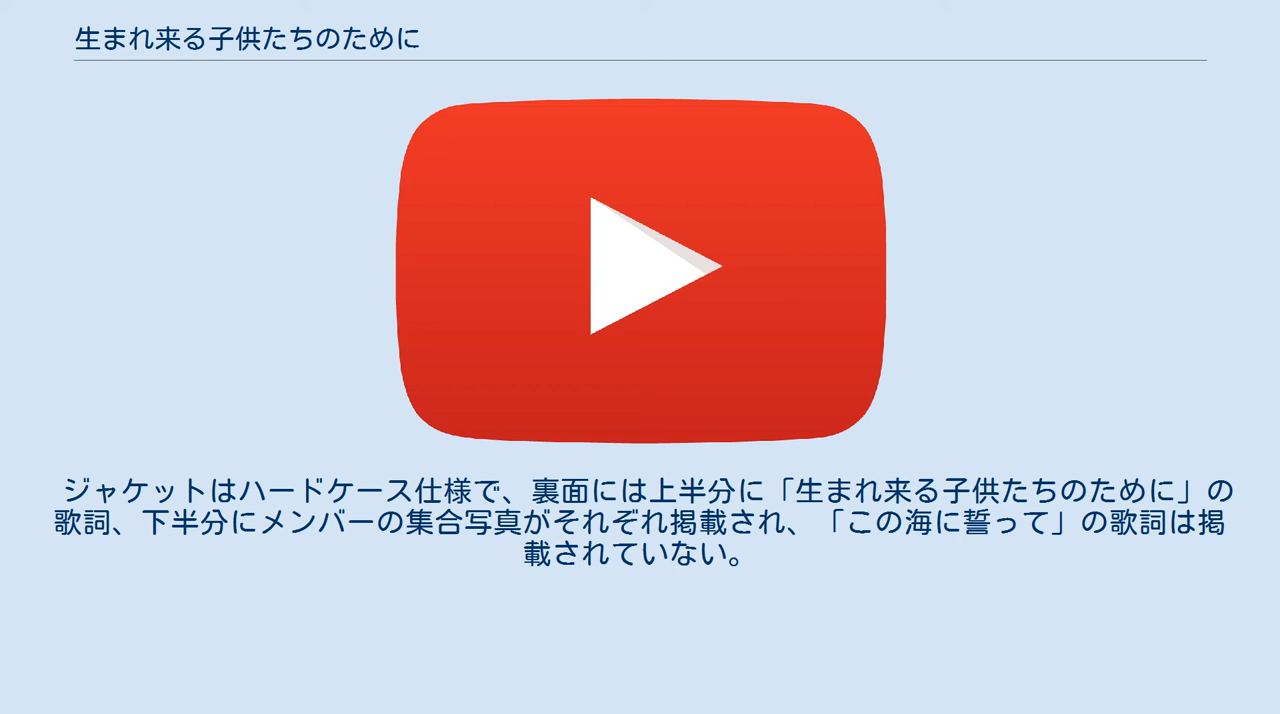 生まれ来る子供たちのために
ジャケットはハードケース仕様で、裏面には上半分に「生まれ来る子供たちのために」の
歌詞、下半分にメンバーの集合写真がそれぞれ掲載され、「この海に誓って」の歌詞は掲
載されていない。